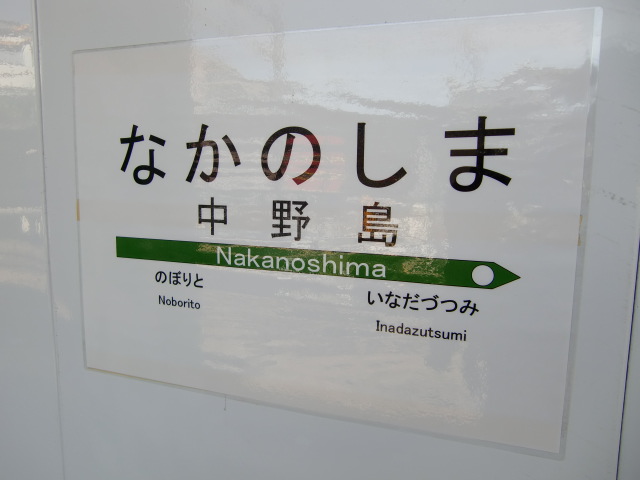 なかのしま
中野島
Nakanoshima
のぼりと いなだづつみ
Noborito Inadazutsumi